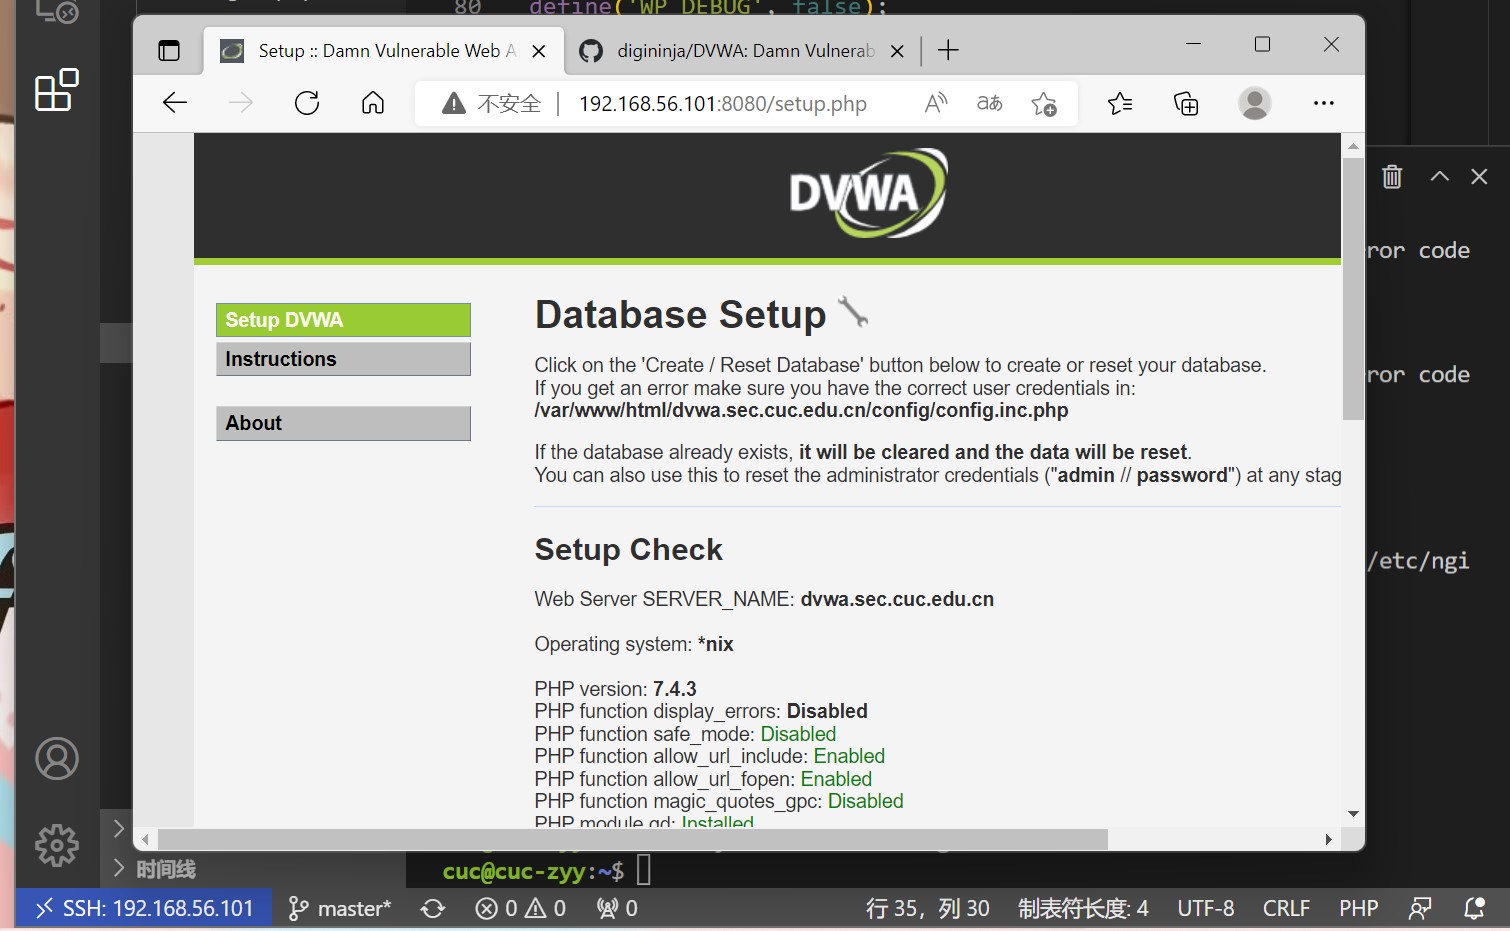 80 define('WP_DEBUG', false);
Setup :: Damn Vulnerable Web A
digininja/DVWA: Damn Vulnerab
不安全 | 192.168.56.101:8080/setup.php
DVWA
ror code
Setup DVWA
Instructions
About
Database Setup
Click on the 'Create / Reset Database' button below to create or reset your database.
If you get an error make sure you have the correct user credentials in:
/var/www/html/dvwa.sec.cuc.edu.cn/config/config.inc.php
ror code
If the database already exists, it will be cleared and the data will be reset.
You can also use this to reset the administrator credentials ("admin // password") at any stag
Setup Check
/etc/ngi
Web Server SERVER_NAME: dvwa.sec.cuc.edu.cn
Operating system: *nix
PHP version: 7.4.3
PHP function display_errors: Disabled
PHP function safe_mode: Disabled
PHP function allow_url_include: Enabled
PHP function allow_url_fopen: Enabled
PHP function magic_quotes_gpc: Disabled
PHP module gd: Installed
时间线
cuc@cuc-zyy:~$
SSH: 192.168.56.101 master* 0 0 0 行 35，列 30 制表符长度: 4 UTF-8 CRLF PHP